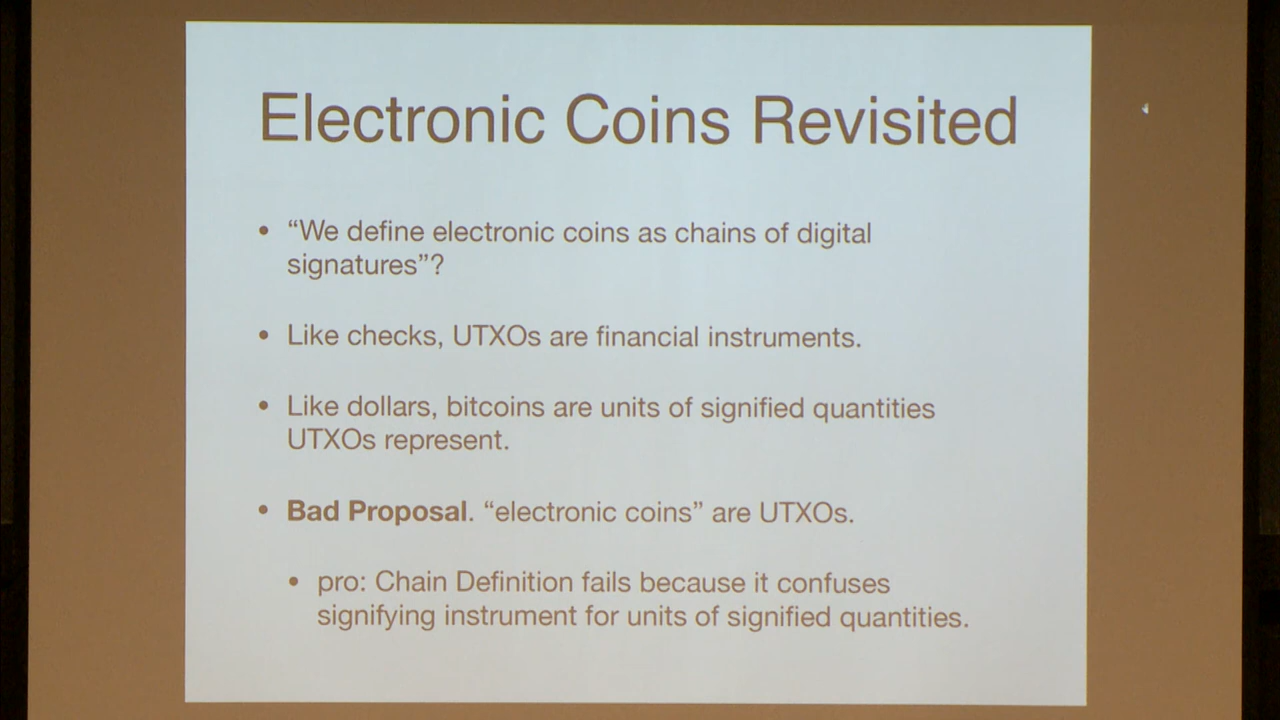 Electronic Coins Revisited
• “We define electronic coins as chains of digital
signatures”?
• Like checks, UTXOs are financial instruments.
• Like dollars, bitcoins are units of signified quantities
UTXOs represent.
• Bad Proposal. “electronic coins” are UTXOs.
• pro: Chain Definition fails because it confuses
signifying instrument for units of signified quantities.